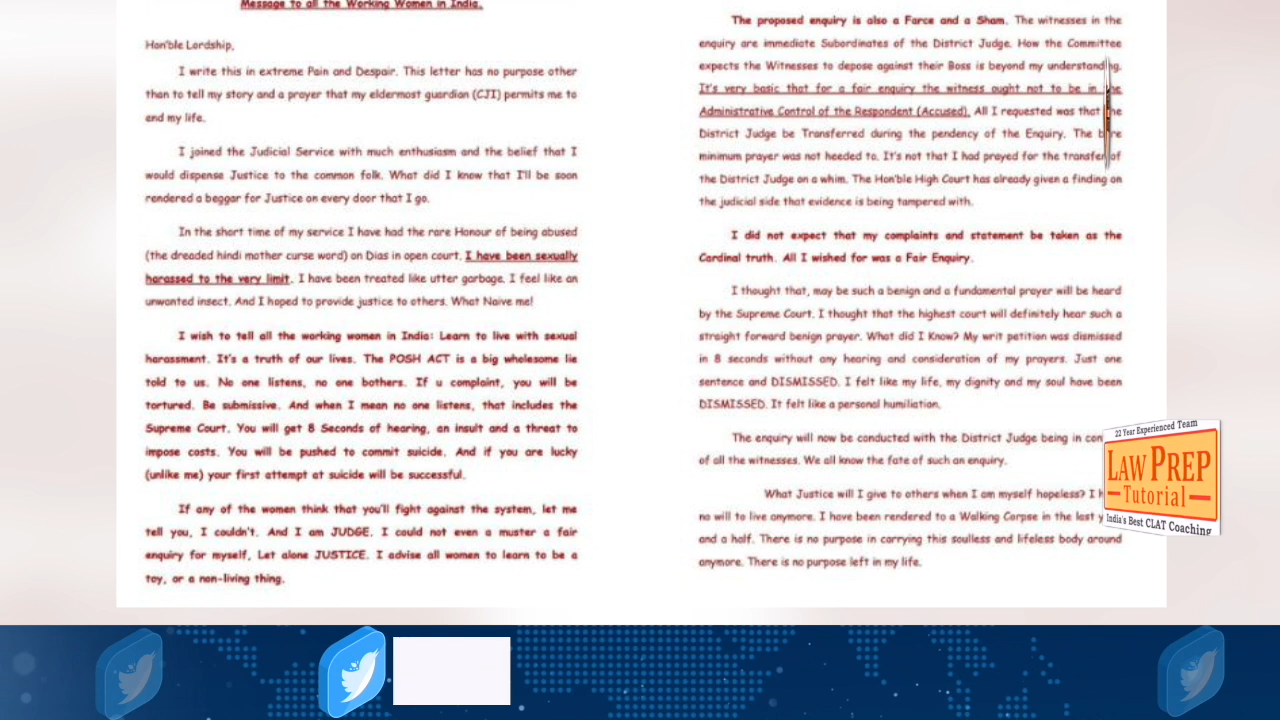 Message to all the Working Women in India.
Hon'ble Lordship,
I write this in extreme Pain and Despair. This letter has no purpose other
than to tell my story and a prayer that my eldermost guardian (CJI) permits me to
end my life.
I joined the Judicial Service with much enthusiasm and the belief that I
would dispense Justice to the common folk. What did I know that I'll be soon
rendered a beggar for Justice on every door that I go.
In the short time of my service I have had the rare Honour of being abused
(the dreaded hindi mother curse word) on Dias in open court. I have been sexually
harassed to the very limit. I have been treated like utter garbage. I feel like an
unwanted insect. And I hoped to provide justice to others. What Naive me!
I wish to tell all the working women in India: Learn to live with sexual
harassment. It's a truth of our lives. The POSH ACT is a big wholesome lie
told to us. No one listens, no one bothers. If u complaint, you will be
tortured. Be submissive. And when I mean no one listens, that includes the
Supreme Court. You will get 8 Seconds of hearing, an insult and a threat to
impose costs. You will be pushed to commit suicide. And if you are lucky
(unlike me) your first attempt at suicide will be successful.
If any of the women think that you'll fight against the system, let me
tell you, I couldn't. And I am JUDGE. I could not even a muster a fair
enquiry for myself, Let alone JUSTICE. I advise all women to learn to be a
toy, or a non-living thing.
The proposed enquiry is also a Farce and a Sham. The witnesses in the
enquiry are immediate Subordinates of the District Judge. How the Committee
expects the Witnesses to depose against their Boss is beyond my understanding.
It's very basic that for a fair enquiry the witness ought not to be in the
Administrative Control of the Respondent (Accused). All I requested was that the
District Judge be Transferred during the pendency of the Enquiry. The bare
minimum prayer was not heeded to. It's not that I had prayed for the transfer of
the District Judge on a whim. The Hon'ble High Court has already given a finding on
the judicial side that evidence is being tampered with.
I did not expect that my complaints and statement be taken as the
Cardinal truth. All I wished for was a Fair Enquiry.
I thought that, may be such a benign and a fundamental prayer will be heard
by the Supreme Court. I thought that the highest court will definitely hear such a
straight forward benign prayer. What did I Know? My writ petition was dismissed
in 8 seconds without any hearing and consideration of my prayers. Just one
sentence and DISMISSED. I felt like my life, my dignity and my soul have been
DISMISSED. It felt like a personal humiliation.
The enquiry will now be conducted with the District Judge being in
of all the witnesses. We all know the fate of such an enquiry.
What Justice will I give to others when I am myself hopeless? I
no will to live anymore. I have been rendered to a Walking Corpse in the last
and a half. There is no purpose in carrying this soulless and lifeless body around
anymore. There is no purpose left in my life.
22 Year Experienced Team
LAW PREP
Tutorial
India's Best CLAT Coaching